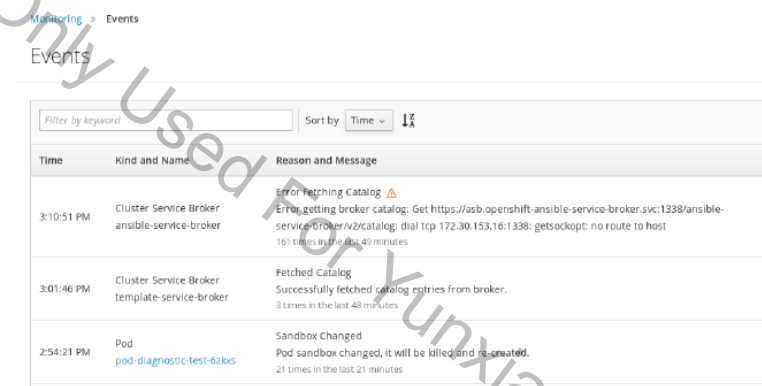 Monitoring » Events
Events
Filter by keyword
Sort by Time
Time Kind and Name Reason and Message
3:10:51 PM Cluster Service Broker
ansible-service-broker
Error Fetching Catalog
Error getting broker catalog: Get https://asb.openshift-ansible-service-broker.svc:1338/ansible-
service-broker/v2/catalog: dial tcp 172.30.153.16:1338: getsockopt: no route to host
161 times in the last 49 minutes
3:01:46 PM Cluster Service Broker
template-service-broker
Fetched Catalog
Successfully fetched catalog entries from broker.
3 times in the last 48 minutes
2:54:21 PM Pod
pod-diagnostic-test-62kxs
Sandbox Changed
Pod sandbox changed, it will be killed and re-created.
21 times in the last 21 minutes
Only Used For